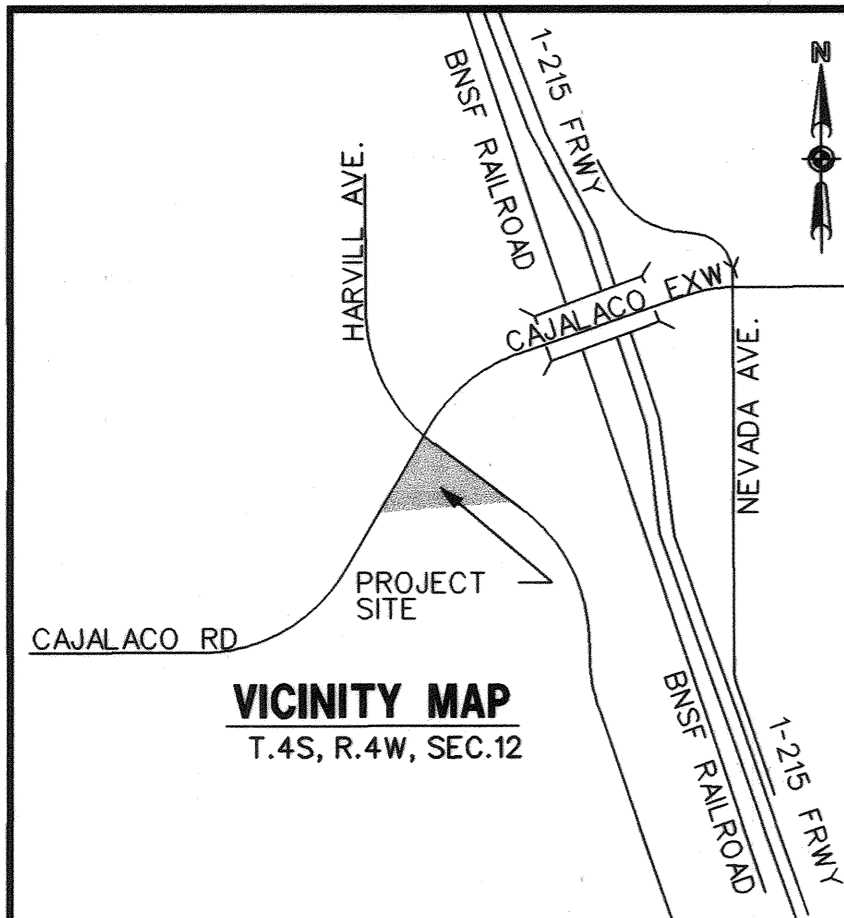 1-215 FRWY
BNSF RAILROAD
N
HARVILL AVE.
CAJALACO EXWY
NEVADA AVE.
PROJECT
SITE
CAJALACO RD
VICINITY MAP
T.4S, R.4W, SEC.12
BNSF RAILROAD
1-215 FRWY